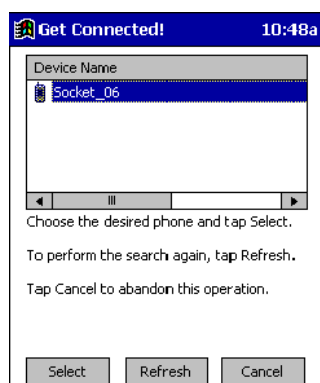 Get Connected! 10:48a
Device Name
Socket_06
Choose the desired phone and tap Select.
To perform the search again, tap Refresh.
Tap Cancel to abandon this operation.
Select Refresh Cancel